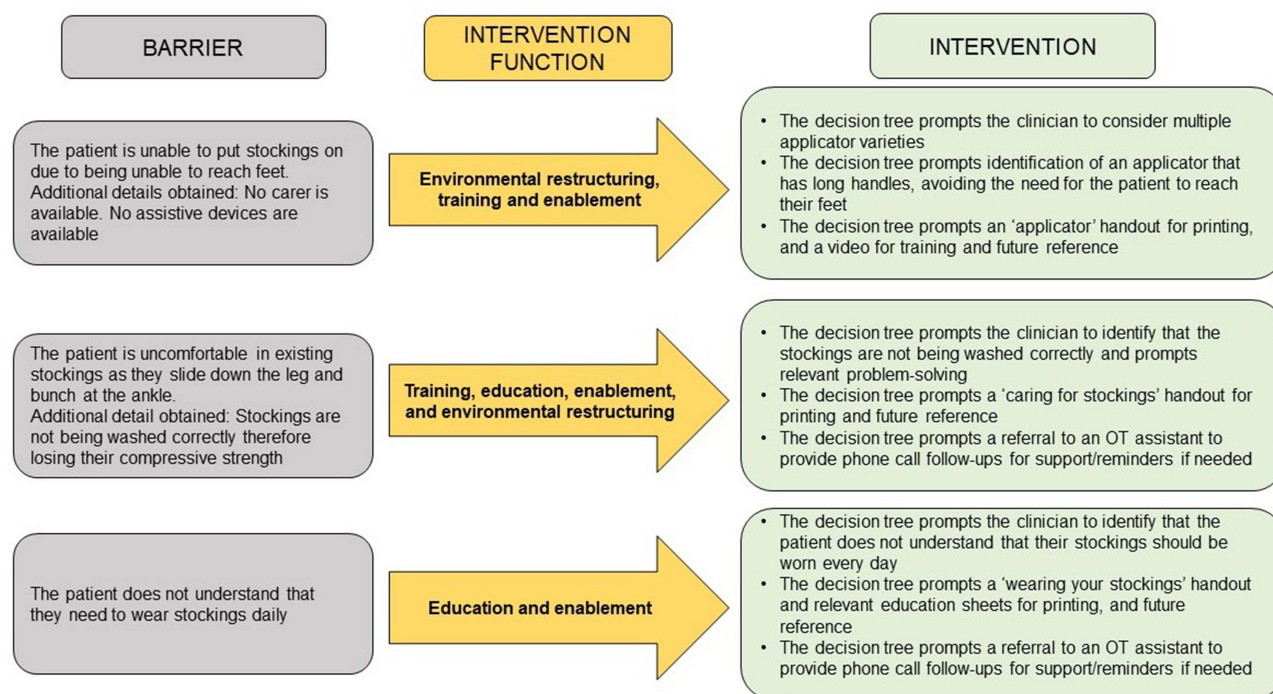 BARRIER
INTERVENTION
FUNCTION
INTERVENTION
The patient is unable to put stockings on
due to being unable to reach feet.
Additional details obtained: No carer is
available. No assistive devices are
available
Environmental restructuring,
training and enablement
• The decision tree prompts the clinician to consider multiple
applicator varieties
• The decision tree prompts identification of an applicator that
has long handles, avoiding the need for the patient to reach
their feet
• The decision tree prompts an ‘applicator’ handout for printing,
and a video for training and future reference
The patient is uncomfortable in existing
stockings as they slide down the leg and
bunch at the ankle.
Additional detail obtained: Stockings are
not being washed correctly therefore
losing their compressive strength
Training, education, enablement,
and environmental restructuring
• The decision tree prompts the clinician to identify that the
stockings are not being washed correctly and prompts
relevant problem-solving
• The decision tree prompts a ‘caring for stockings’ handout for
printing and future reference
• The decision tree prompts a referral to an OT assistant to
provide phone call follow-ups for support/reminders if needed
The patient does not understand that
they need to wear stockings daily
Education and enablement
• The decision tree prompts the clinician to identify that the
patient does not understand that their stockings should be
worn every day
• The decision tree prompts a ‘wearing your stockings’ handout
and relevant education sheets for printing, and future
reference
• The decision tree prompts a referral to an OT assistant to
provide phone call follow-ups for support/reminders if needed